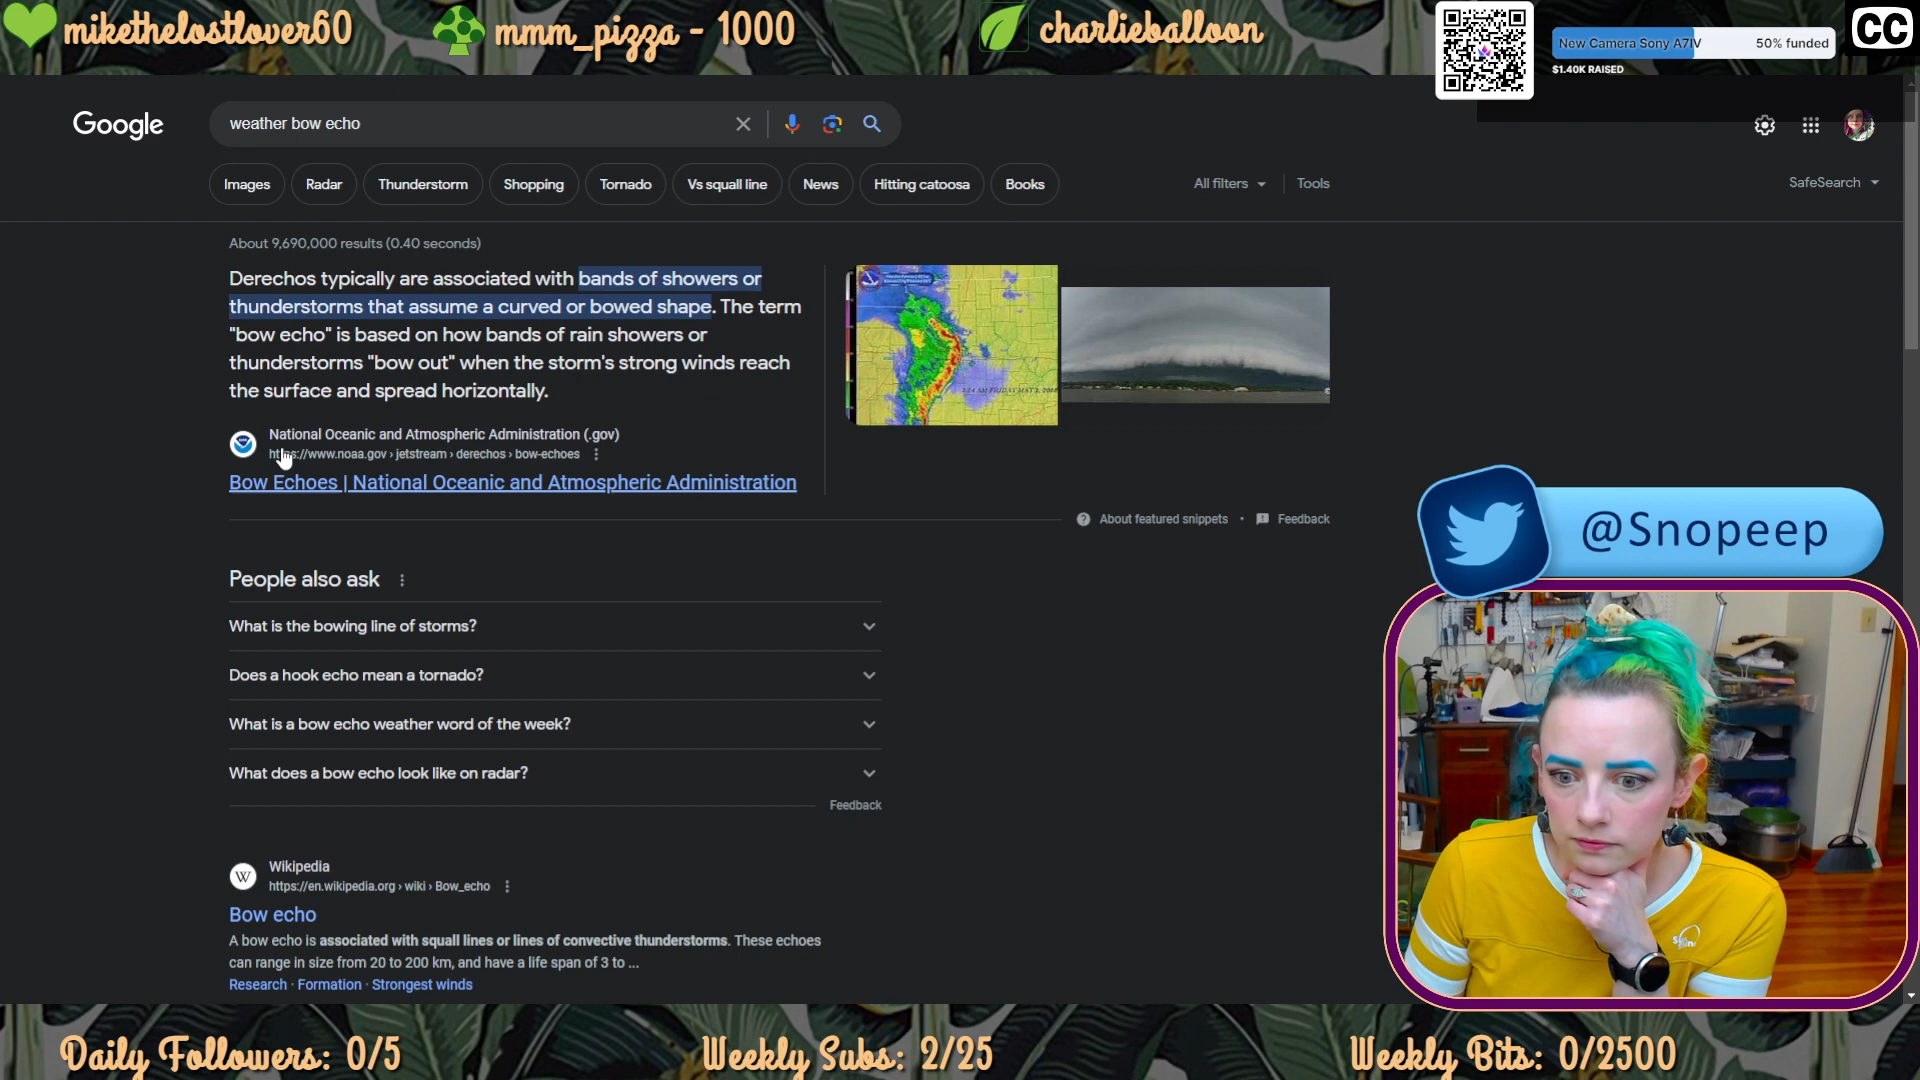 mikethelostlover60
mmm_pizza - 1000
charlieballoon
New Camera Sony A7IV 50% funded
$1.40K RAISED
CC
Google
weather bow echo
Images
Radar
Thunderstorm
Shopping
Tornado
Vs squall line
News
Hitting catoosa
Books
All filters
Tools
SafeSearch
About 9,690,000 results (0.40 seconds)
Derechos typically are associated with bands of showers or
thunderstorms that assume a curved or bowed shape. The term
"bow echo" is based on how bands of rain showers or
thunderstorms "bow out" when the storm's strong winds reach
the surface and spread horizontally.
National Oceanic and Atmospheric Administration (.gov)
https://www.noaa.gov › jetstream › derechos › bow-echoes
Bow Echoes | National Oceanic and Atmospheric Administration
About featured snippets • Feedback
@Snopeep
People also ask
What is the bowing line of storms?
Does a hook echo mean a tornado?
What is a bow echo weather word of the week?
What does a bow echo look like on radar?
Feedback
W
Wikipedia
https://en.wikipedia.org › wiki › Bow_echo
Bow echo
A bow echo is associated with squall lines or lines of convective thunderstorms. These echoes
can range in size from 20 to 200 km, and have a life span of 3 to ...
Research · Formation · Strongest winds
Daily Followers: 0/5
Weekly Subs: 2/25
Weekly Bits: 0/2500